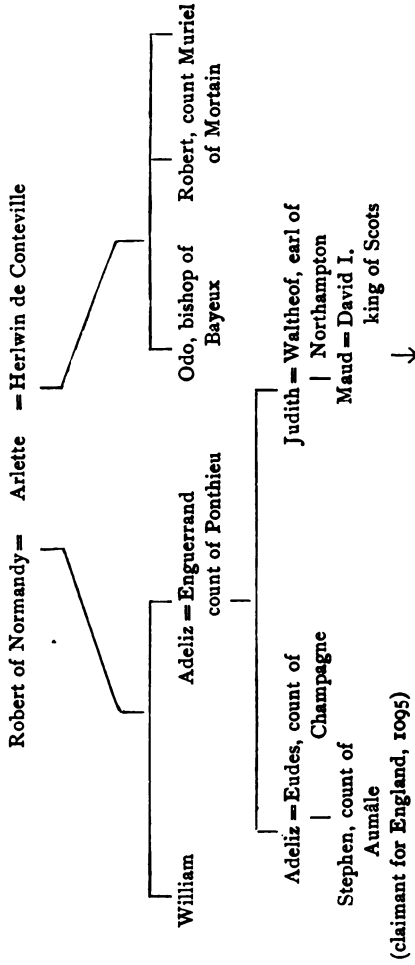 Robert of Normandy = Arlette = Herlwin de Conteville
William
Adeliz = Enguerrand
count of Ponthieu
Odo, bishop of
Bayeux
Robert, count
of Mortain
Muriel
Adeliz = Eudes, count of
Champagne
Stephen, count of
Aumâle
(claimant for England, 1095)
Judith = Waltheof, earl of
Northampton
Maud = David I.
king of Scots